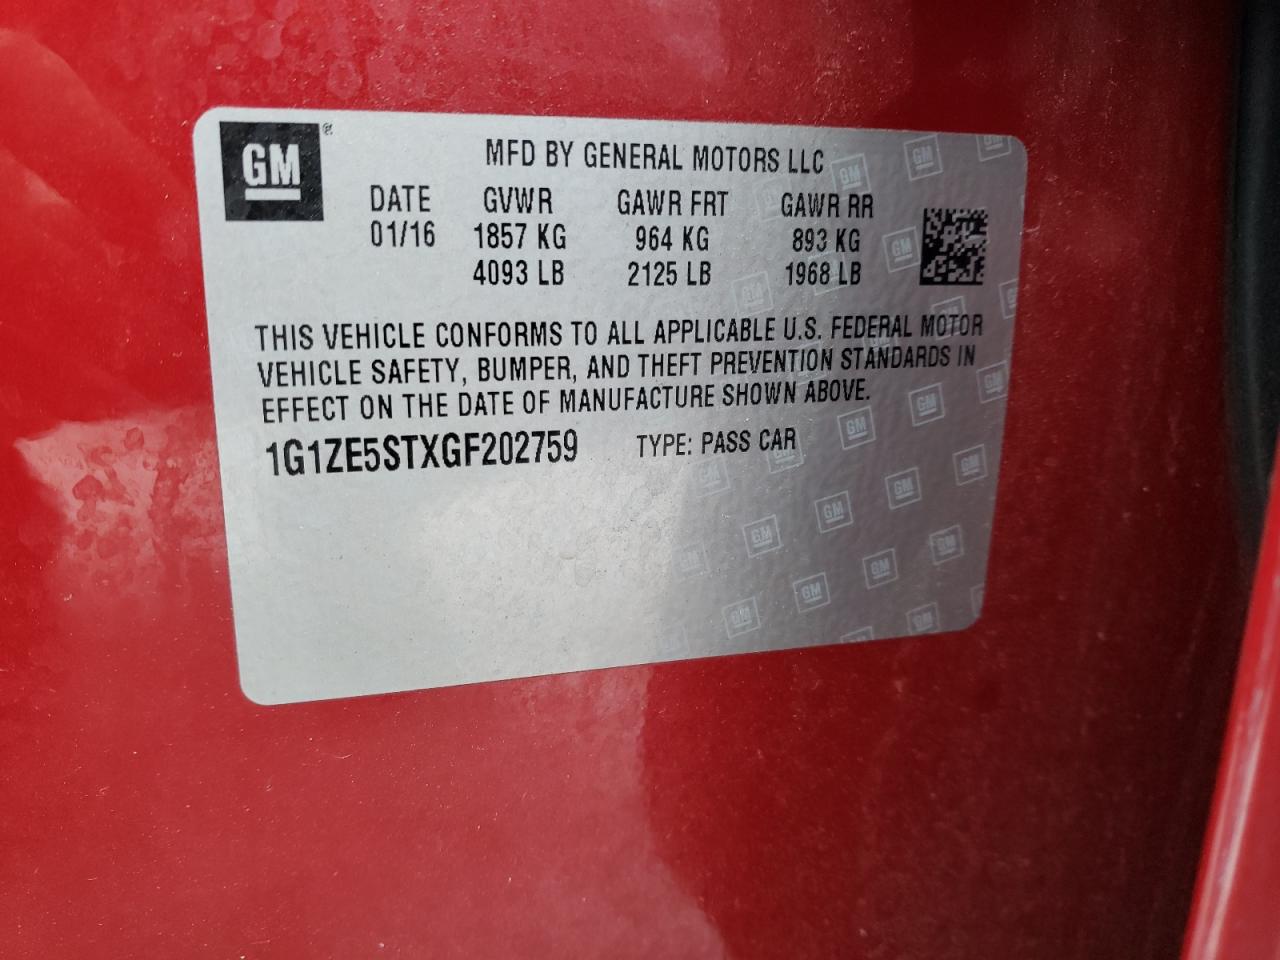 GM
MFD BY GENERAL MOTORS LLC
DATE GVWR GAWR FRT GAWR RR
01/16 1857 KG 964 KG 893 KG
4093 LB 2125 LB 1968 LB
THIS VEHICLE CONFORMS TO ALL APPLICABLE U.S. FEDERAL MOTOR
VEHICLE SAFETY, BUMPER, AND THEFT PREVENTION STANDARDS IN
EFFECT ON THE DATE OF MANUFACTURE SHOWN ABOVE.
1G1ZE5STXGF202759 TYPE: PASS CAR